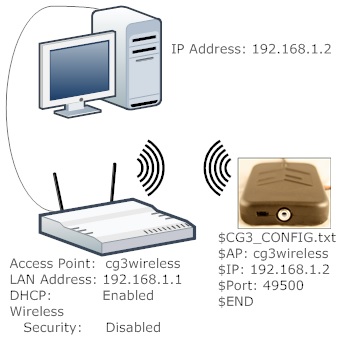 IP Address: 192.168.1.2
Access Point: cg3wireless
LAN Address: 192.168.1.1
DHCP: Enabled
Wireless
Security: Disabled
$CG3_CONFIG.txt
$AP: cg3wireless
$IP: 192.168.1.2
$Port: 49500
$END